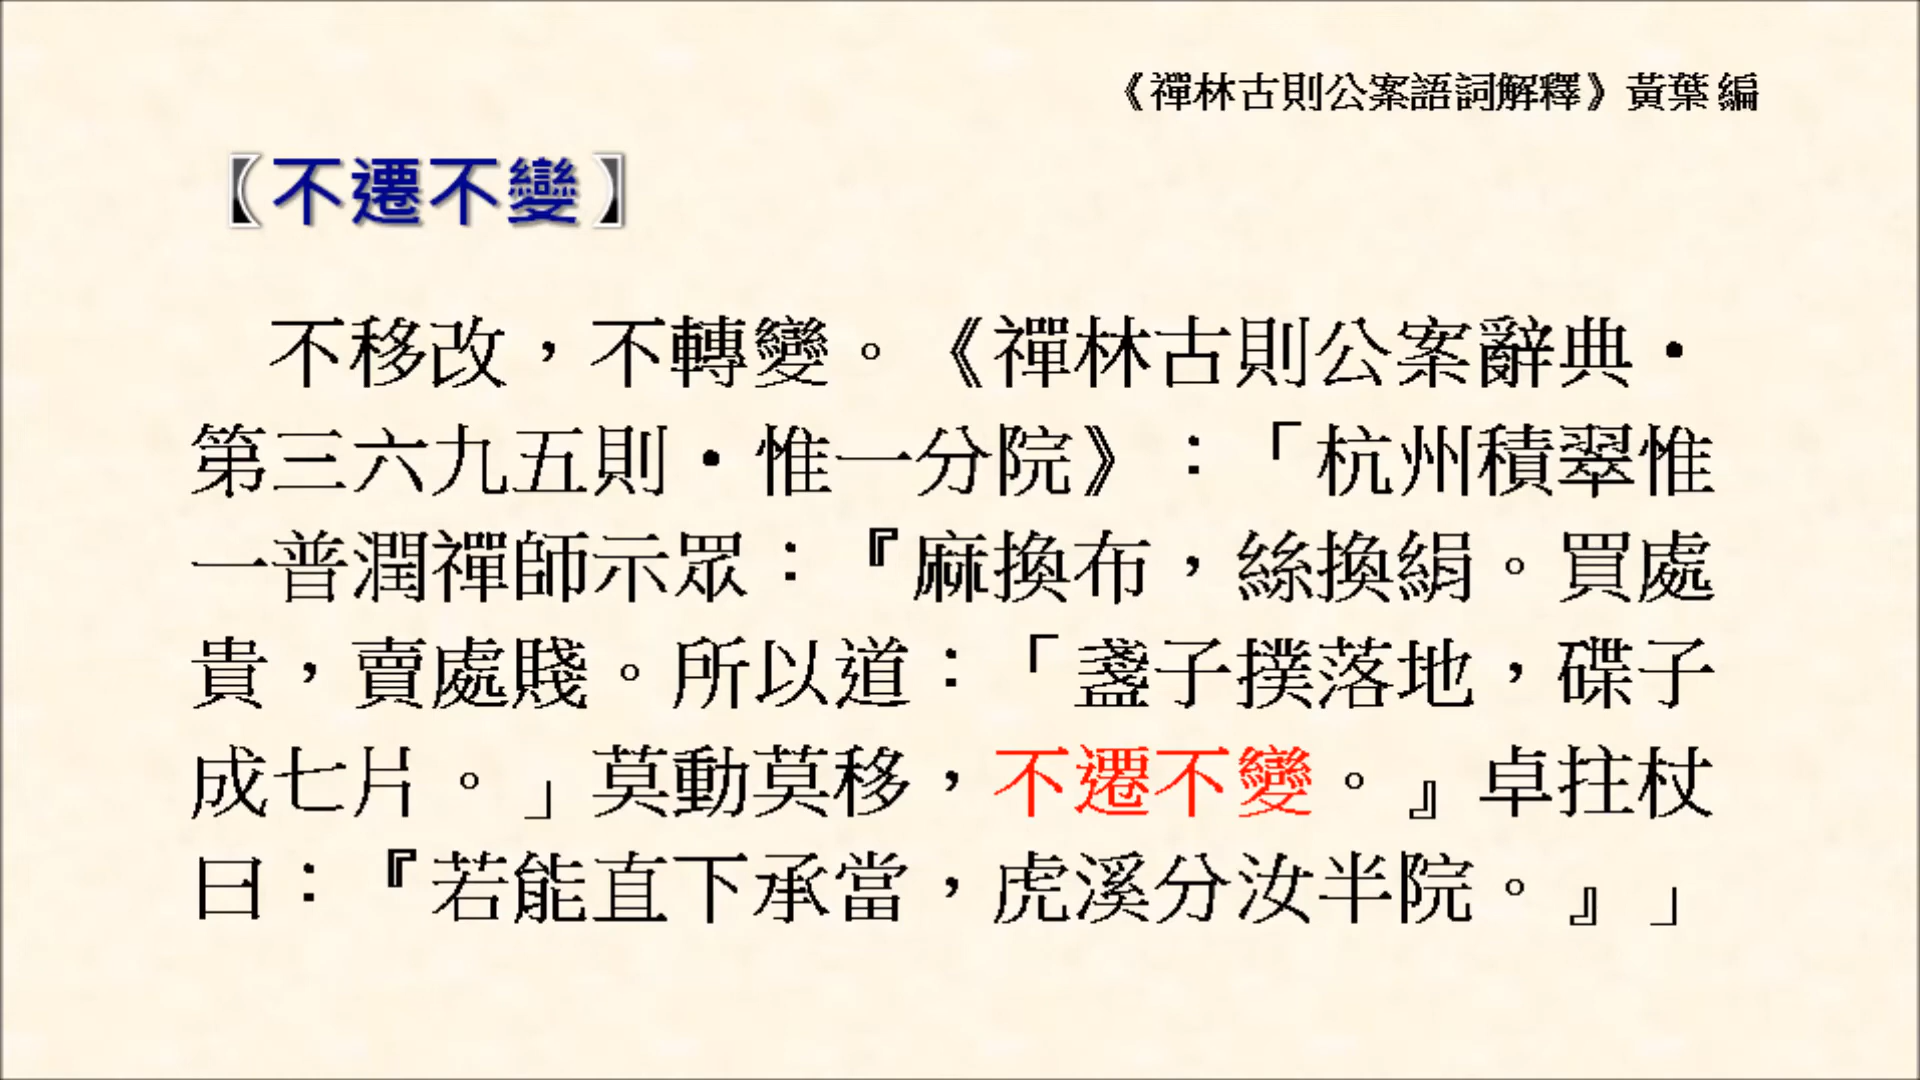 《禪林古則公案語詞解釋》黃葉編
【不遷不變】
不移改，不轉變。《禪林古則公案辭典・
第三六九五則・惟一分院》：「杭州積翠惟
一普潤禪師示眾：『麻換布，絲換絹。買處
貴，賣處賤。所以道：「盞子撲落地，碟子
成七片。」莫動莫移，不遷不變。』卓拄杖
曰：『若能直下承當，虎溪分汝半院。』」